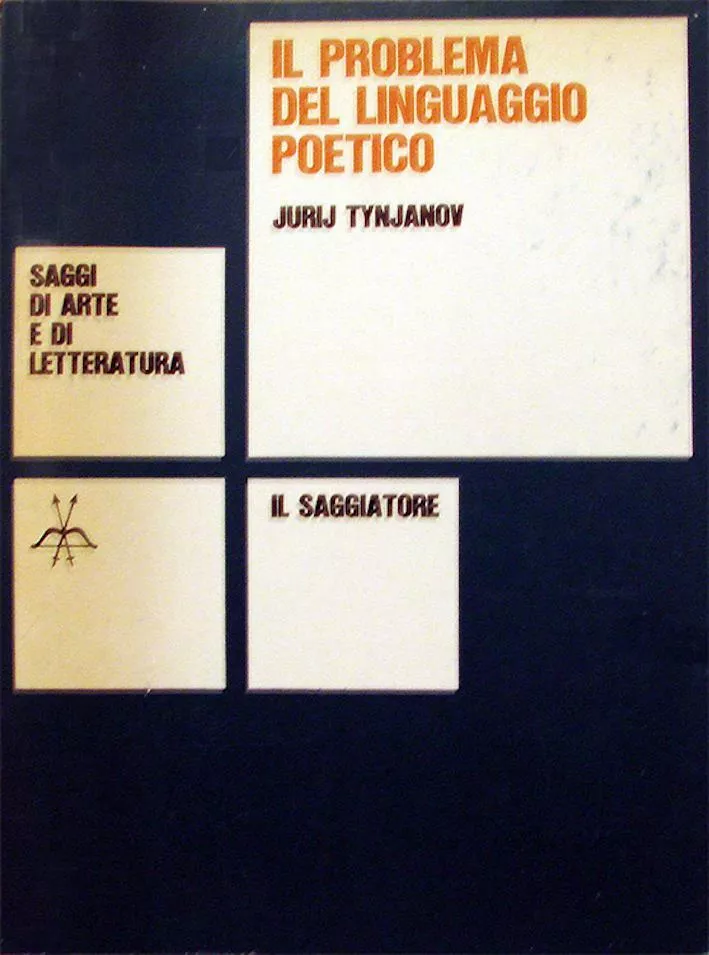 IL PROBLEMA
DEL LINGUAGGIO
POETICO
JURIJ TYNJANOV
SAGGI
DI ARTE
E DI
LETTERATURA
IL SAGGIATORE